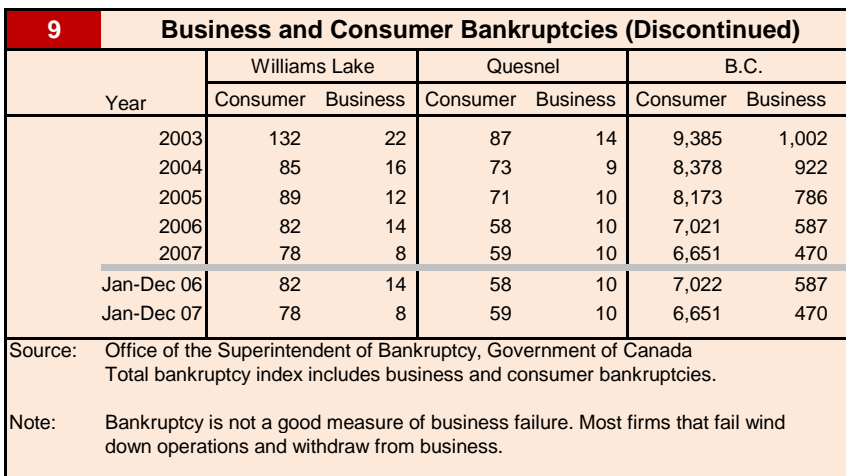 9 Business and Consumer Bankruptcies (Discontinued)
Williams Lake Quesnel B.C.
Year Consumer Business Consumer Business Consumer Business
2003 132 22 87 14 9,385 1,002
2004 85 16 73 9 8,378 922
2005 89 12 71 10 8,173 786
2006 82 14 58 10 7,021 587
2007 78 8 59 10 6,651 470
Jan-Dec 06 82 14 58 10 7,022 587
Jan-Dec 07 78 8 59 10 6,651 470
Source: Office of the Superintendent of Bankruptcy, Government of Canada
Total bankruptcy index includes business and consumer bankruptcies.
Note: Bankruptcy is not a good measure of business failure. Most firms that fail wind
down operations and withdraw from business.